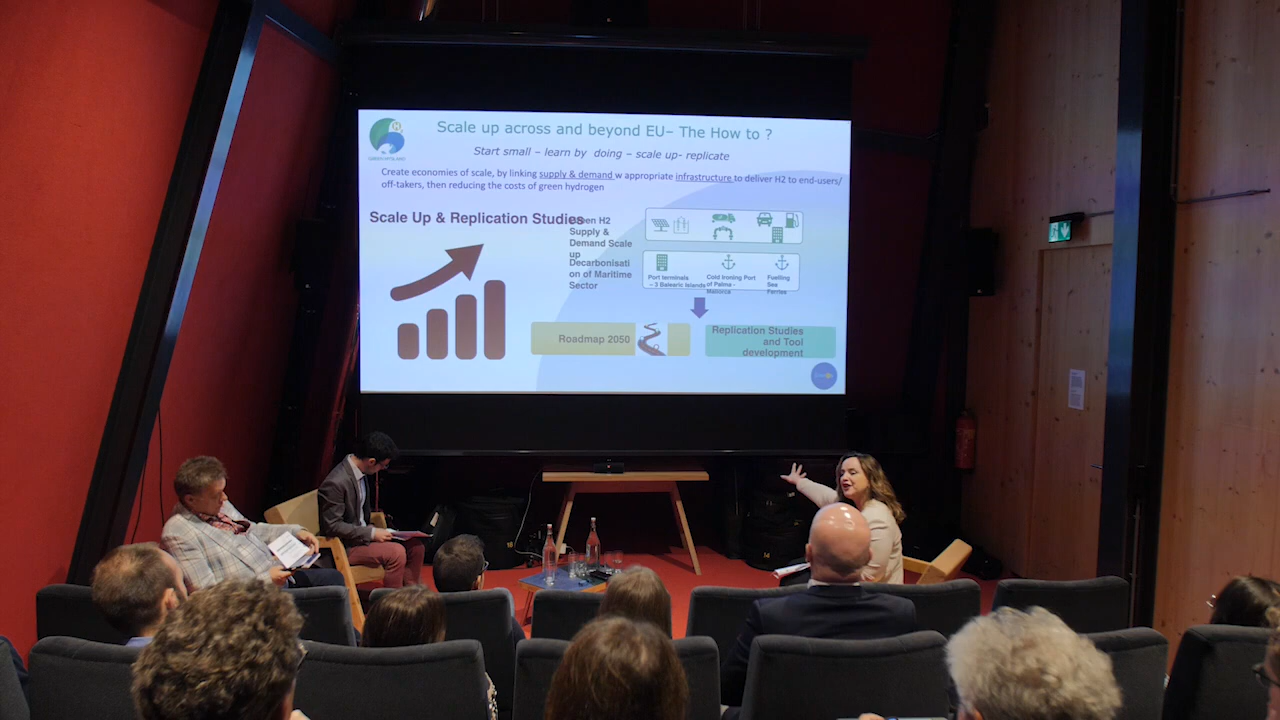 Scale up across and beyond EU– The How to ?
Start small – learn by doing – scale up- replicate
Create economies of scale, by linking supply & demand w appropriate infrastructure to deliver H2 to end-users/
off-takers, then reducing the costs of green hydrogen
Scale Up & Replication Studies
H2
Supply &
Demand Scale
up
Decarbonisati
on of Maritime
Sector
Port terminals
– 3 Balearic Islands
Cold Ironing Port
of Palma -
Mallorca
Fuelling
Sea
Ferries
Roadmap 2050
Replication Studies
and Tool
development
18
14